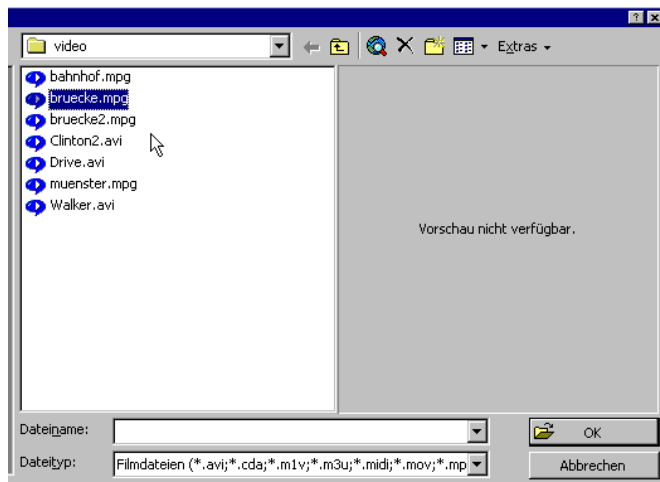 video
Extras
bahnhof.mpg
bruecke.mpg
bruecke2.mpg
Clinton2.avi
Drive.avi
muenster.mpg
Walker.avi
Vorschau nicht verfügbar.
Dateiname:
OK
Dateityp:
Filmdateien (*.avi;*.cda;*.m1v;*.m3u;*.midi;*.mov;*.mp
Abbrechen